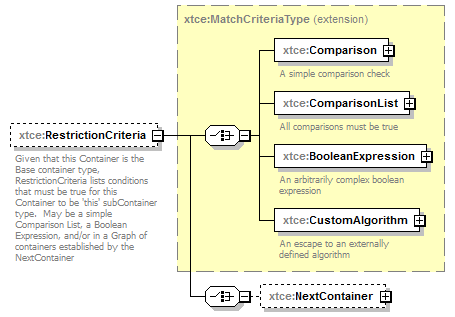 xtce:MatchCriteriaType (extension)
xtce:Comparison
A simple comparison check
xtce:ComparisonList
All comparisons must be true
xtce:RestrictionCriteria
Given that this Container is the
Base container type,
RestrictionCriteria lists conditions
that must be true for this
Container to be 'this' subContainer
type. May be a simple
Comparison List, a Boolean
Expression, and/or in a Graph of
containers established by the
NextContainer
xtce:BooleanExpression
An arbitrarily complex boolean
expression
xtce:CustomAlgorithm
An escape to an externally
defined algorithm
xtce:NextContainer